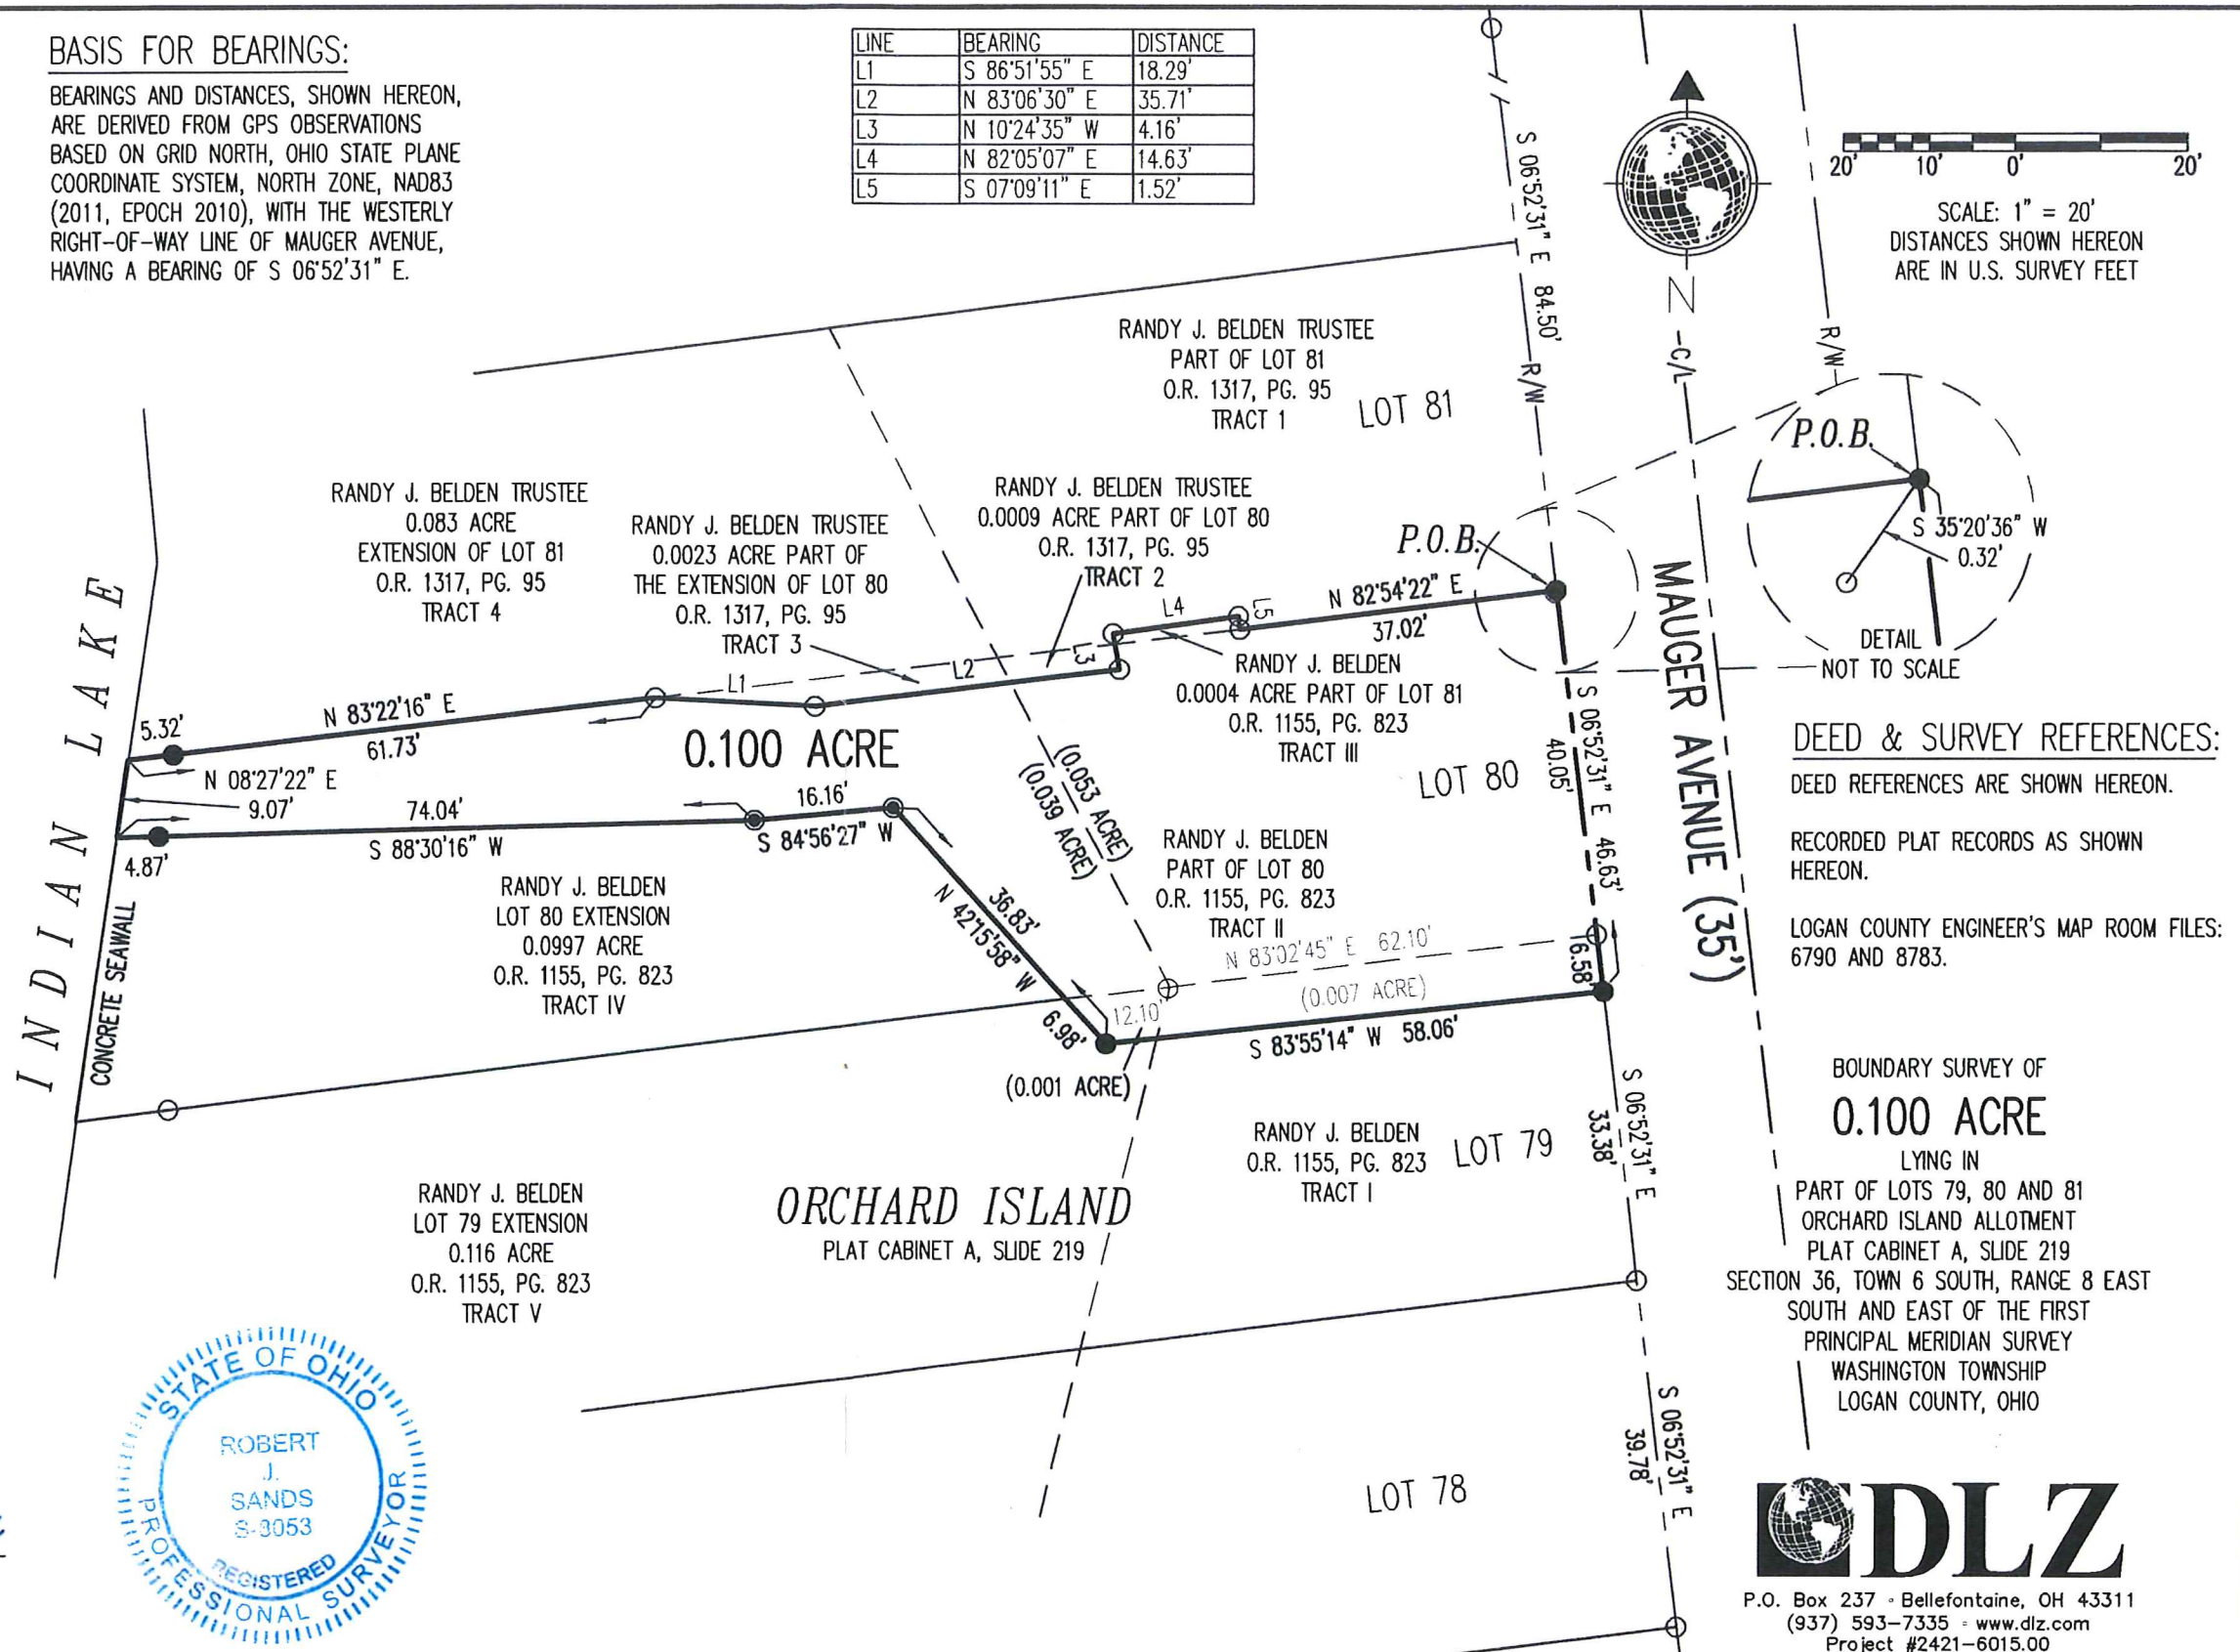 BASIS FOR BEARINGS:
BEARINGS AND DISTANCES, SHOWN HEREON,
ARE DERIVED FROM GPS OBSERVATIONS
BASED ON GRID NORTH, OHIO STATE PLANE
COORDINATE SYSTEM, NORTH ZONE, NAD83
(2011, EPOCH 2010), WITH THE WESTERLY
RIGHT-OF-WAY LINE OF MAUGER AVENUE,
HAVING A BEARING OF S 06°52'31" E.
LINE BEARING DISTANCE
L1 S 86°51'55" E 18.29'
L2 N 83°06'30" E 35.71'
L3 N 10°24'35" W 4.16'
L4 N 82°05'07" E 14.63'
L5 S 07°09'11" E 1.52'
20' 10' 0' 20'
SCALE: 1" = 20'
DISTANCES SHOWN HEREON
ARE IN U.S. SURVEY FEET
N
S 06°52'31" E 84.50'
R/W
C/L
R/W
RANDY J. BELDEN TRUSTEE
PART OF LOT 81
O.R. 1317, PG. 95
TRACT 1
LOT 81
RANDY J. BELDEN TRUSTEE
0.083 ACRE
EXTENSION OF LOT 81
O.R. 1317, PG. 95
TRACT 4
RANDY J. BELDEN TRUSTEE
0.0023 ACRE PART OF
THE EXTENSION OF LOT 80
O.R. 1317, PG. 95
TRACT 3
RANDY J. BELDEN TRUSTEE
0.0009 ACRE PART OF LOT 80
O.R. 1317, PG. 95
TRACT 2
P.O.B.
P.O.B.
S 35°20'36" W
0.32'
DETAIL
NOT TO SCALE
N 82°54'22" E
37.02'
L4
L5
L3
L2
L1
RANDY J. BELDEN
0.0004 ACRE PART OF LOT 81
O.R. 1155, PG. 823
TRACT III
INDIAN LAKE
5.32'
N 83°22'16" E
61.73'
N 08°27'22" E
9.07'
0.100 ACRE
74.04'
S 88°30'16" W
4.87'
16.16'
S 84°56'27" W
(0.053 ACRE)
(0.039 ACRE)
LOT 80
S 06°52'31" E 46.63'
40.05'
6.58'
MAUGER AVENUE (35')
CONCRETE SEAWALL
RANDY J. BELDEN
LOT 80 EXTENSION
0.0997 ACRE
O.R. 1155, PG. 823
TRACT IV
36.83'
N 42°15'58" W
6.98'
RANDY J. BELDEN
PART OF LOT 80
O.R. 1155, PG. 823
TRACT II
N 83°02'45" E 62.10'
(0.007 ACRE)
12.10'
S 83°55'14" W 58.06'
(0.001 ACRE)
DEED & SURVEY REFERENCES:
DEED REFERENCES ARE SHOWN HEREON.
RECORDED PLAT RECORDS AS SHOWN
HEREON.
LOGAN COUNTY ENGINEER'S MAP ROOM FILES:
6790 AND 8783.
RANDY J. BELDEN
O.R. 1155, PG. 823
TRACT I
LOT 79
S 06°52'31" E
33.38'
RANDY J. BELDEN
LOT 79 EXTENSION
0.116 ACRE
O.R. 1155, PG. 823
TRACT V
ORCHARD ISLAND
PLAT CABINET A, SLIDE 219
LOT 78
S 06°52'31" E
39.78'
BOUNDARY SURVEY OF
0.100 ACRE
LYING IN
PART OF LOTS 79, 80 AND 81
ORCHARD ISLAND ALLOTMENT
PLAT CABINET A, SLIDE 219
SECTION 36, TOWN 6 SOUTH, RANGE 8 EAST
SOUTH AND EAST OF THE FIRST
PRINCIPAL MERIDIAN SURVEY
WASHINGTON TOWNSHIP
LOGAN COUNTY, OHIO
STATE OF OHIO
ROBERT
J.
SANDS
S-8053
REGISTERED
PROFESSIONAL SURVEYOR
DLZ
P.O. Box 237 · Bellefontaine, OH 43311
(937) 593-7335 · www.dlz.com
Project #2421-6015.00